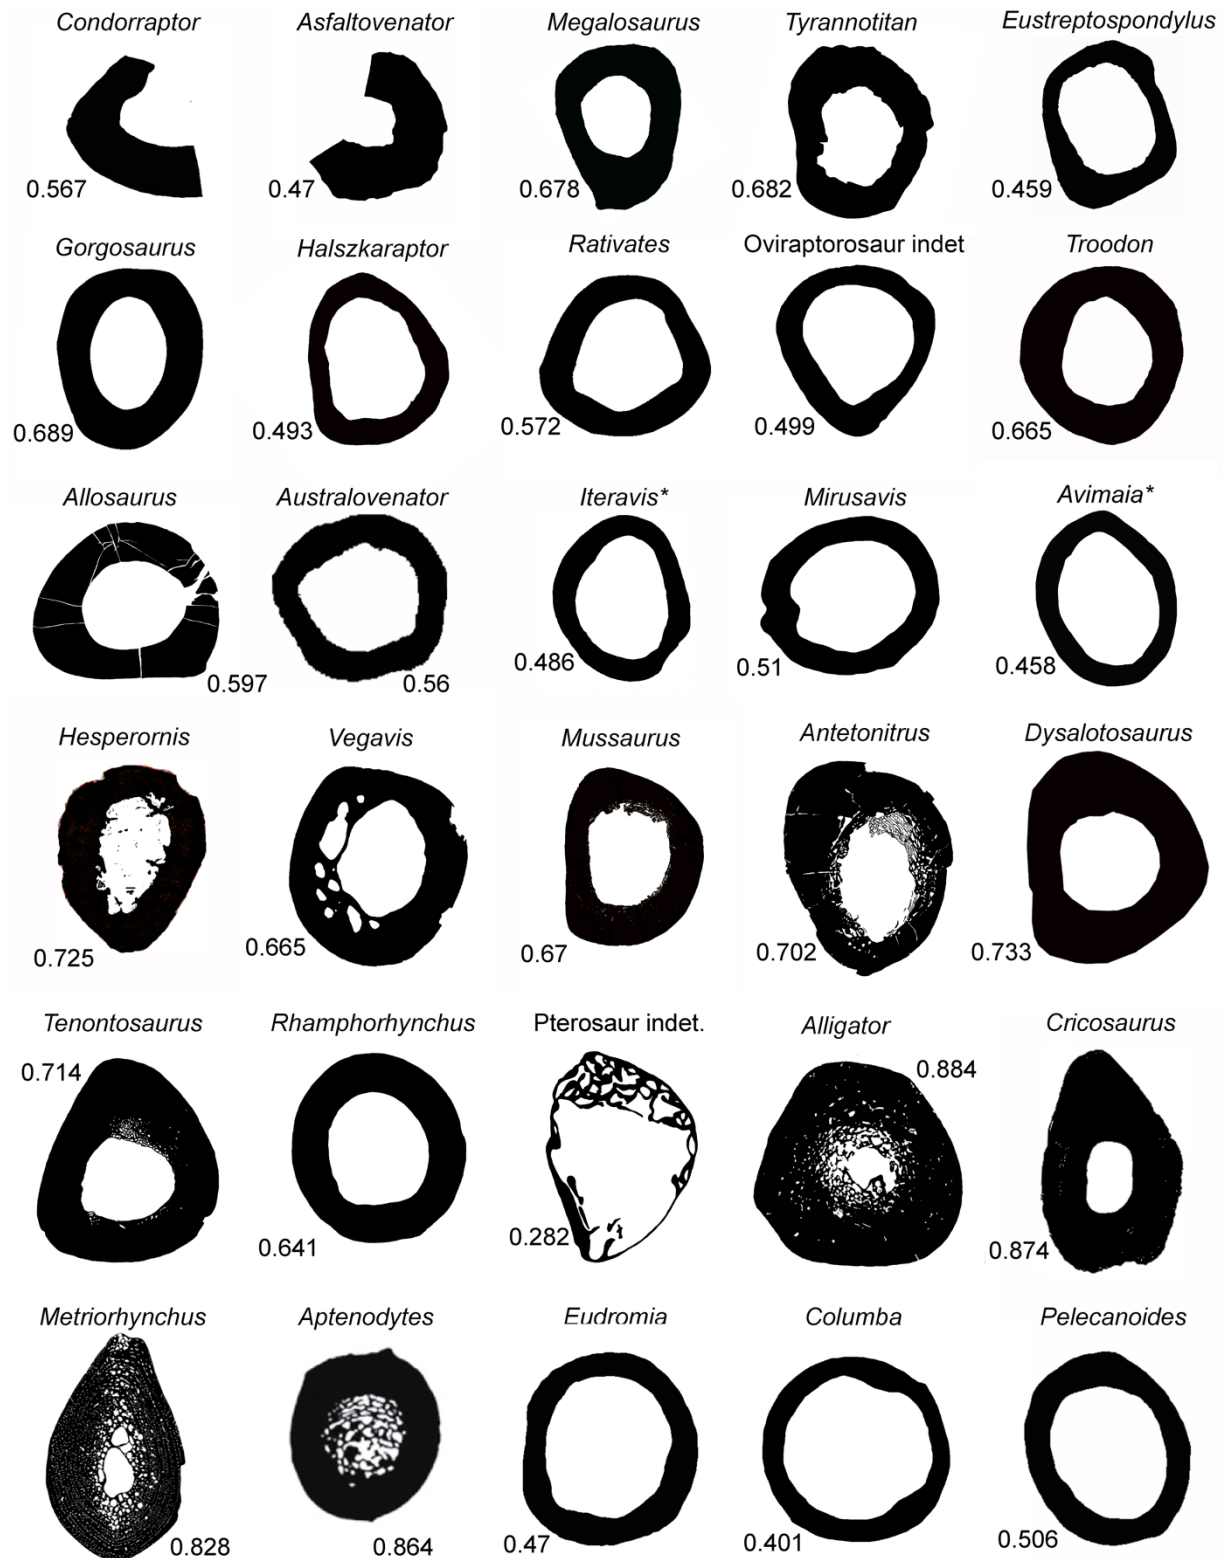 Condorraptor Asfaltovenator Megalosaurus Tyrannotitan Eustreptospondylus
0.567 0.47 0.678 0.682 0.459
Gorgosaurus Halszkaraptor Rativates Oviraptorosaur indet Troodon
0.689 0.493 0.572 0.499 0.665
Allosaurus Australovenator Iteravis* Mirusavis Avimaia*
0.597 0.56 0.486 0.51 0.458
Hesperornis Vegavis Mussaurus Antetonitrus Dysalotosaurus
0.725 0.665 0.67 0.702 0.733
Tenontosaurus Rhamphorhynchus Pterosaur indet. Alligator Cricosaurus
0.714 0.641 0.282 0.884 0.874
Metriorhynchus Aptenodytes Eudromia Columba Pelecanoides
0.828 0.864 0.47 0.401 0.506